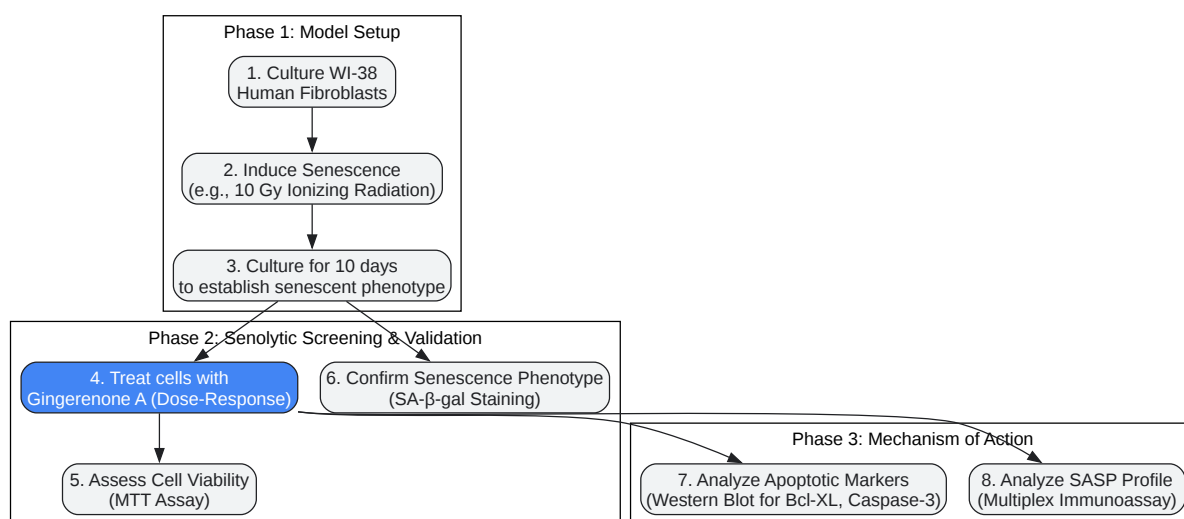 Phase 1: Model Setup
1. Culture WI-38
Human Fibroblasts
2. Induce Senescence
(e.g., 10 Gy Ionizing Radiation)
3. Culture for 10 days
to establish senescent phenotype
Phase 2: Senolytic Screening & Validation
4. Treat cells with
Gingerenone A (Dose-Response)
6. Confirm Senescence Phenotype
(SA-β-gal Staining)
5. Assess Cell Viability
(MTT Assay)
Phase 3: Mechanism of Action
7. Analyze Apoptotic Markers
(Western Blot for Bcl-XL, Caspase-3)
8. Analyze SASP Profile
(Multiplex Immunoassay)